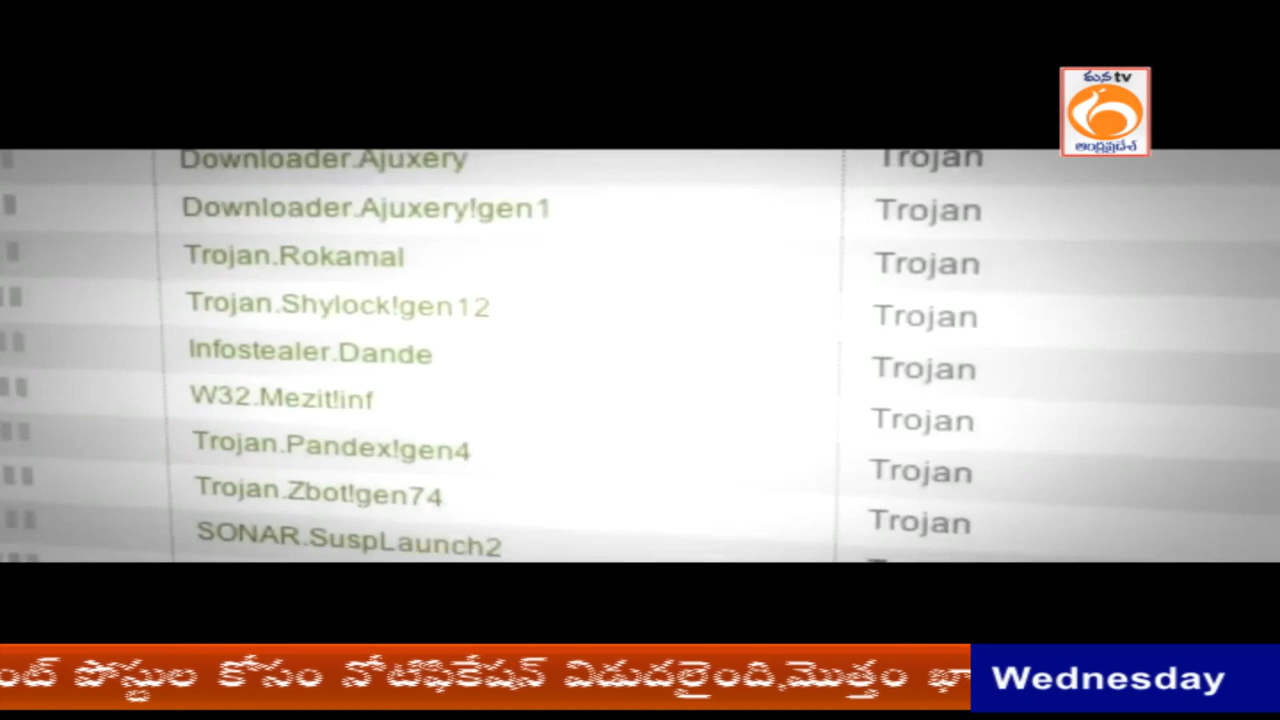 మన tv
ఆంధ్రప్రదేశ్
Downloader.Ajuxery Trojan
Downloader.Ajuxery!gen1 Trojan
Trojan.Rokamal Trojan
Trojan.Shylock!gen12 Trojan
Infostealer.Dande Trojan
W32.Mezit!inf Trojan
Trojan.Pandex!gen4 Trojan
Trojan.Zbot!gen74 Trojan
SONAR.SuspLaunch2
పోస్టుల కోసం నోటిఫికేషన్ విడుదలైంది,మొత్తం
Wednesday